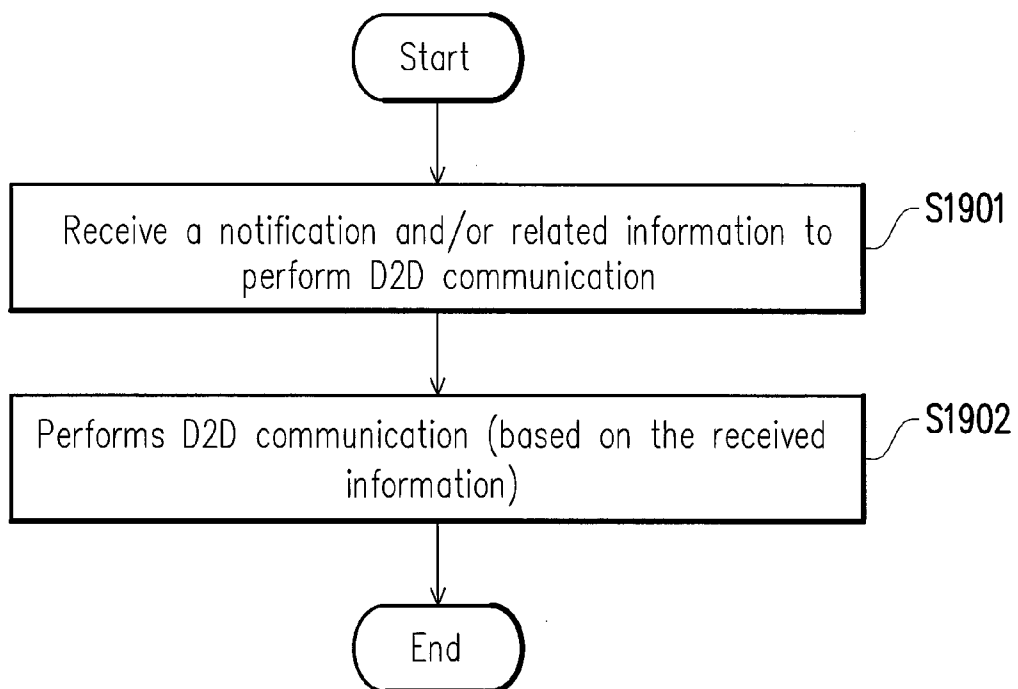 Start
Receive a notification and/or related information to
perform D2D communication
S1901
Performs D2D communication (based on the received
information)
S1902
End